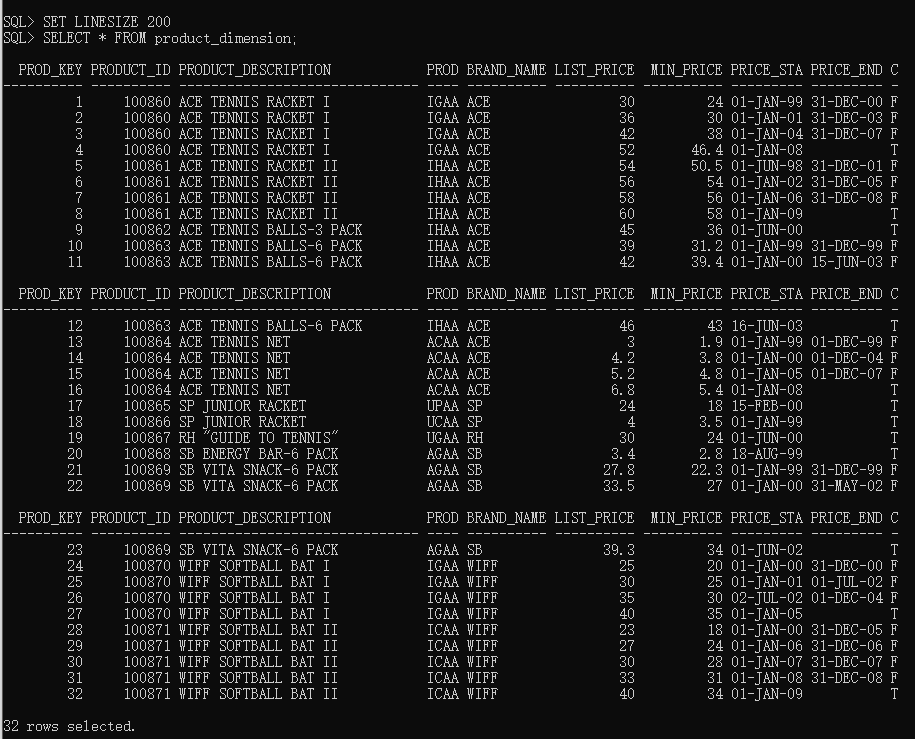 SQL> SET LINESIZE 200
SQL> SELECT * FROM product_dimension;
  PROD_KEY PRODUCT_ID PRODUCT_DESCRIPTION            PROD BRAND_NAME LIST_PRICE  MIN_PRICE PRICE_STA PRICE_END C
---------- ---------- ------------------------------ ---- ---------- ---------- ---------- --------- --------- -
         1     100860 ACE TENNIS RACKET I            IGAA ACE                30         24 01-JAN-99 31-DEC-00 F
         2     100860 ACE TENNIS RACKET I            IGAA ACE                36         30 01-JAN-01 31-DEC-03 F
         3     100860 ACE TENNIS RACKET I            IGAA ACE                42         38 01-JAN-04 31-DEC-07 F
         4     100860 ACE TENNIS RACKET I            IGAA ACE                52       46.4 01-JAN-08           T
         5     100861 ACE TENNIS RACKET II           IHAA ACE                54       50.5 01-JUN-98 31-DEC-01 F
         6     100861 ACE TENNIS RACKET II           IHAA ACE                56         54 01-JAN-02 31-DEC-05 F
         7     100861 ACE TENNIS RACKET II           IHAA ACE                58         56 01-JAN-06 31-DEC-08 F
         8     100861 ACE TENNIS RACKET II           IHAA ACE                60         58 01-JAN-09           T
         9     100862 ACE TENNIS BALLS-3 PACK        IHAA ACE                45         36 01-JUN-00           T
        10     100863 ACE TENNIS BALLS-6 PACK        IHAA ACE                39       31.2 01-JAN-99 31-DEC-99 F
        11     100863 ACE TENNIS BALLS-6 PACK        IHAA ACE                42       39.4 01-JAN-00 15-JUN-03 F
  PROD_KEY PRODUCT_ID PRODUCT_DESCRIPTION            PROD BRAND_NAME LIST_PRICE  MIN_PRICE PRICE_STA PRICE_END C
---------- ---------- ------------------------------ ---- ---------- ---------- ---------- --------- --------- -
        12     100863 ACE TENNIS BALLS-6 PACK        IHAA ACE                46         43 16-JUN-03           T
        13     100864 ACE TENNIS NET                 ACAA ACE                 3        1.9 01-JAN-99 01-DEC-99 F
        14     100864 ACE TENNIS NET                 ACAA ACE               4.2        3.8 01-JAN-00 01-DEC-04 F
        15     100864 ACE TENNIS NET                 ACAA ACE               5.2        4.8 01-JAN-05 01-DEC-07 F
        16     100864 ACE TENNIS NET                 ACAA ACE               6.8        5.4 01-JAN-08           T
        17     100865 SP JUNIOR RACKET               UPAA SP                 24         18 15-FEB-00           T
        18     100866 SP JUNIOR RACKET               UCAA SP                  4        3.5 01-JAN-99           T
        19     100867 RH "GUIDE TO TENNIS"           UGAA RH                 30         24 01-JUN-00           T
        20     100868 SB ENERGY BAR-6 PACK           AGAA SB                3.4        2.8 18-AUG-99           T
        21     100869 SB VITA SNACK-6 PACK           AGAA SB               27.8       22.3 01-JAN-99 31-DEC-99 F
        22     100869 SB VITA SNACK-6 PACK           AGAA SB               33.5         27 01-JAN-00 31-MAY-02 F
  PROD_KEY PRODUCT_ID PRODUCT_DESCRIPTION            PROD BRAND_NAME LIST_PRICE  MIN_PRICE PRICE_STA PRICE_END C
---------- ---------- ------------------------------ ---- ---------- ---------- ---------- --------- --------- -
        23     100869 SB VITA SNACK-6 PACK           AGAA SB               39.3         34 01-JUN-02           T
        24     100870 WIFF SOFTBALL BAT I            IGAA WIFF               25         20 01-JAN-00 31-DEC-00 F
        25     100870 WIFF SOFTBALL BAT I            IGAA WIFF               30         25 01-JAN-01 01-JUL-02 F
        26     100870 WIFF SOFTBALL BAT I            IGAA WIFF               35         30 02-JUL-02 01-DEC-04 F
        27     100870 WIFF SOFTBALL BAT I            IGAA WIFF               40         35 01-JAN-05           T
        28     100871 WIFF SOFTBALL BAT II           ICAA WIFF               23         18 01-JAN-00 31-DEC-05 F
        29     100871 WIFF SOFTBALL BAT II           ICAA WIFF               27         24 01-JAN-06 31-DEC-06 F
        30     100871 WIFF SOFTBALL BAT II           ICAA WIFF               30         28 01-JAN-07 31-DEC-07 F
        31     100871 WIFF SOFTBALL BAT II           ICAA WIFF               33         31 01-JAN-08 31-DEC-08 F
        32     100871 WIFF SOFTBALL BAT II           ICAA WIFF               40         34 01-JAN-09           T
32 rows selected.